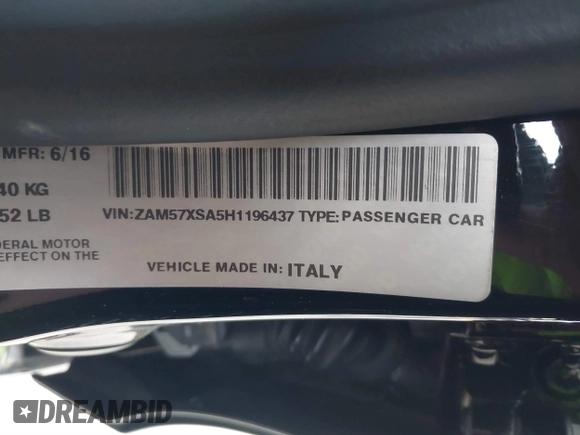 MFR: 6/16
40 KG
52 LB
VIN:ZAM57XSA5H1196437 TYPE:PASSENGER CAR
DERAL MOTOR
EFFECT ON THE
VEHICLE MADE IN: ITALY
DREAMBID